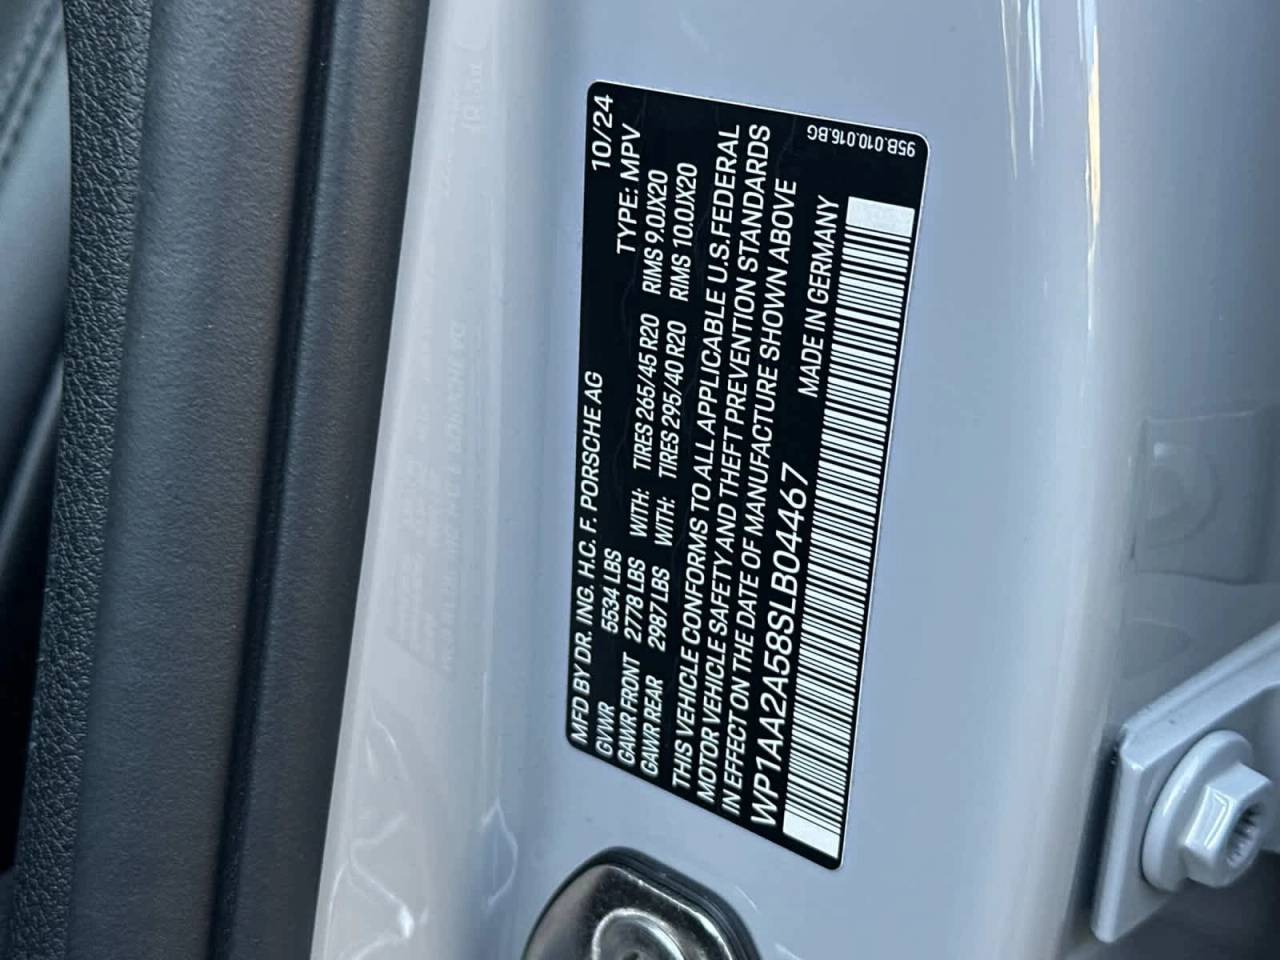 MFD BY DR. ING. H.C. F. PORSCHE AG 10/24
GVWR 5534 LBS TYPE: MPV
GAWR FRONT 2778 LBS WITH: TIRES 265/45 R20 RIMS 9.0JX20
GAWR REAR 2987 LBS WITH: TIRES 295/40 R20 RIMS 10.0JX20
THIS VEHICLE CONFORMS TO ALL APPLICABLE U.S.FEDERAL
MOTOR VEHICLE SAFETY AND THEFT PREVENTION STANDARDS
IN EFFECT ON THE DATE OF MANUFACTURE SHOWN ABOVE
WP1AA2A58SLB04467 MADE IN GERMANY
95B.010.016.BG